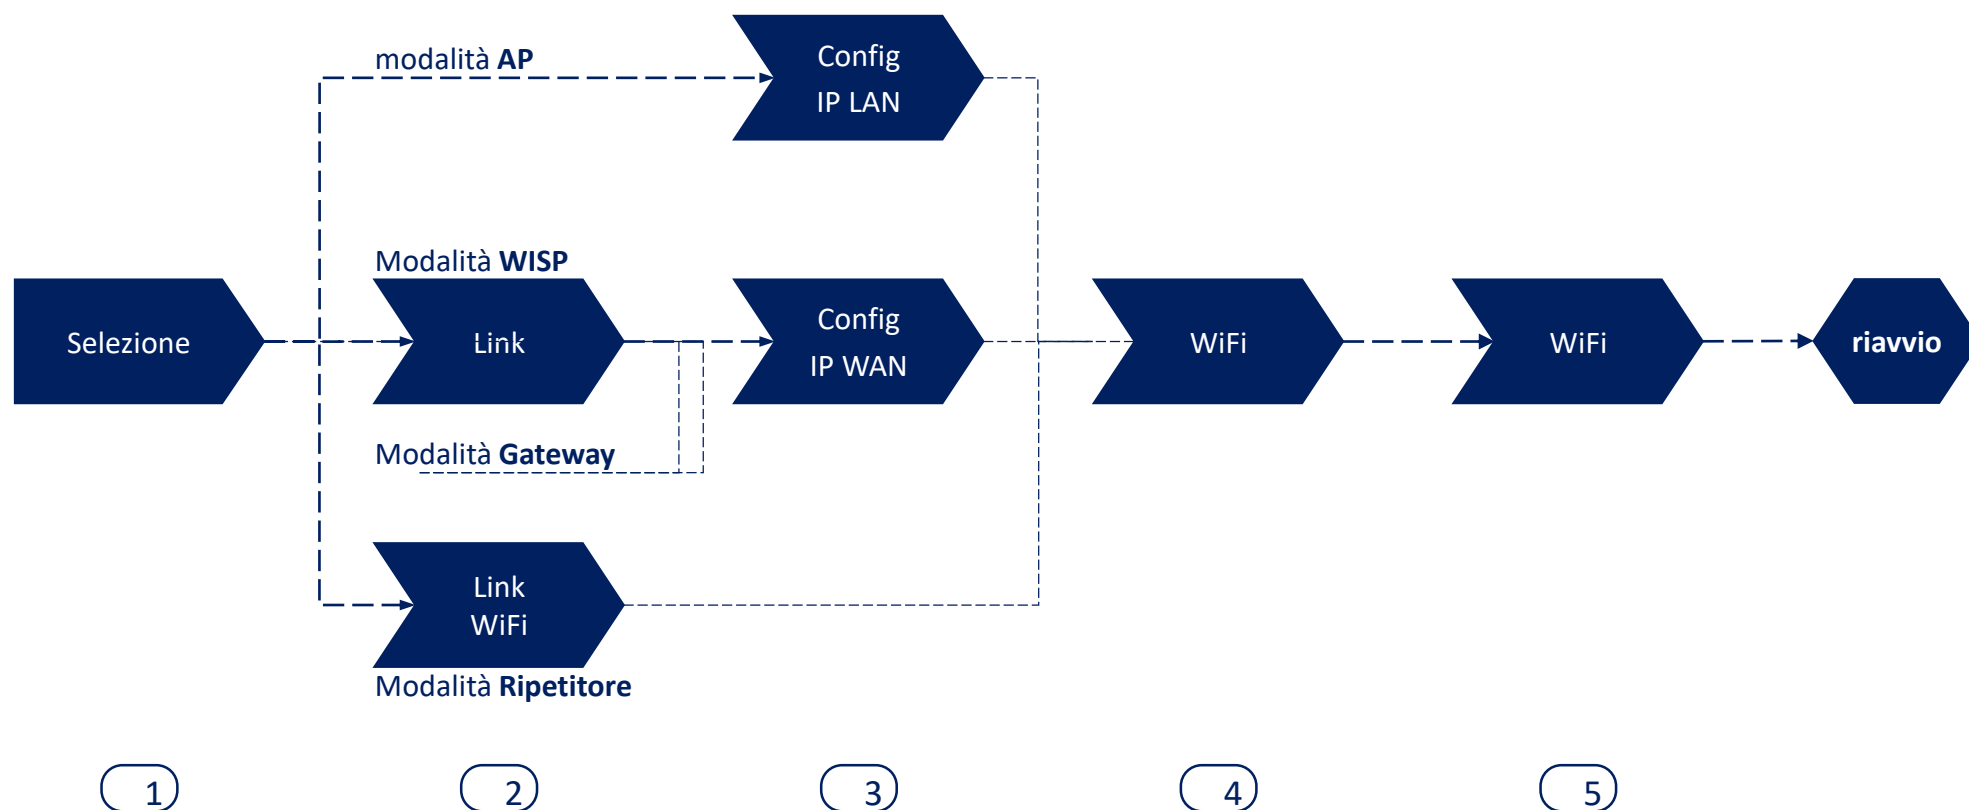 modalità AP
Config
IP LAN
Modalità WISP
Selezione
Link
Config
IP WAN
WiFi
WiFi
riavvio
Modalità Gateway
Link
WiFi
Modalità Ripetitore
1
2
3
4
5